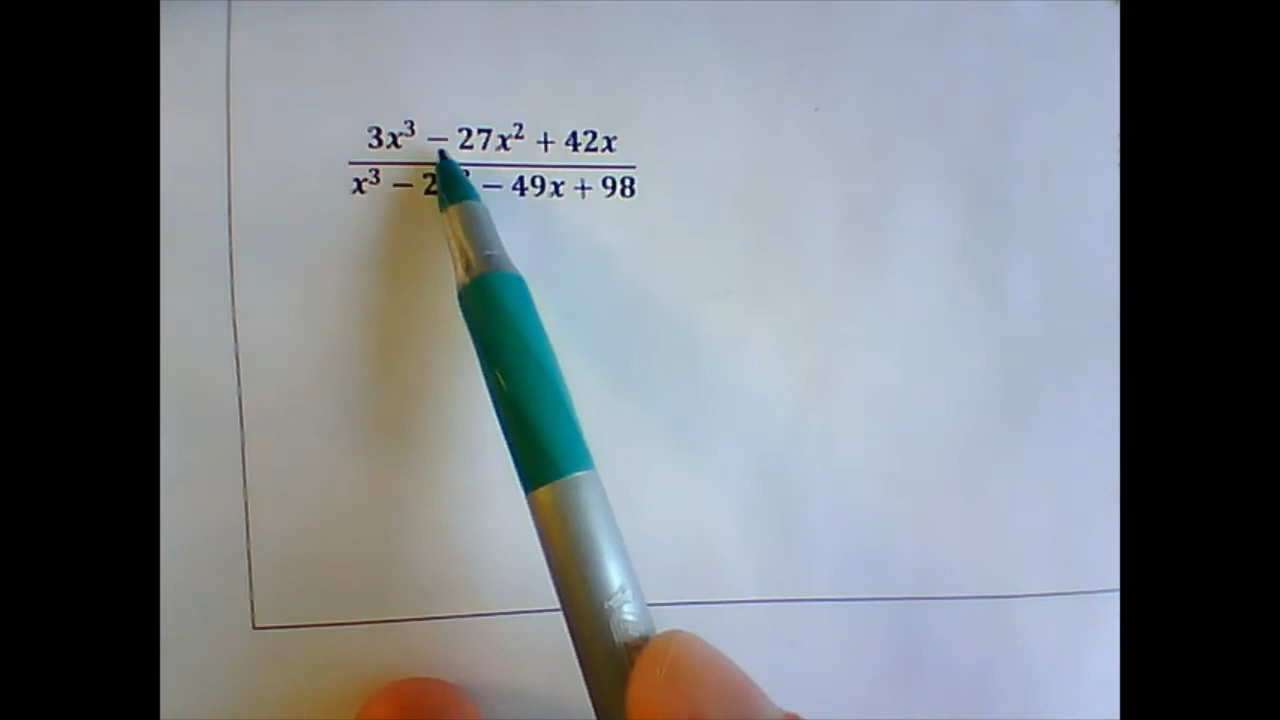 3x³ − 27x² + 42x
x³ − 2 − 49x + 98